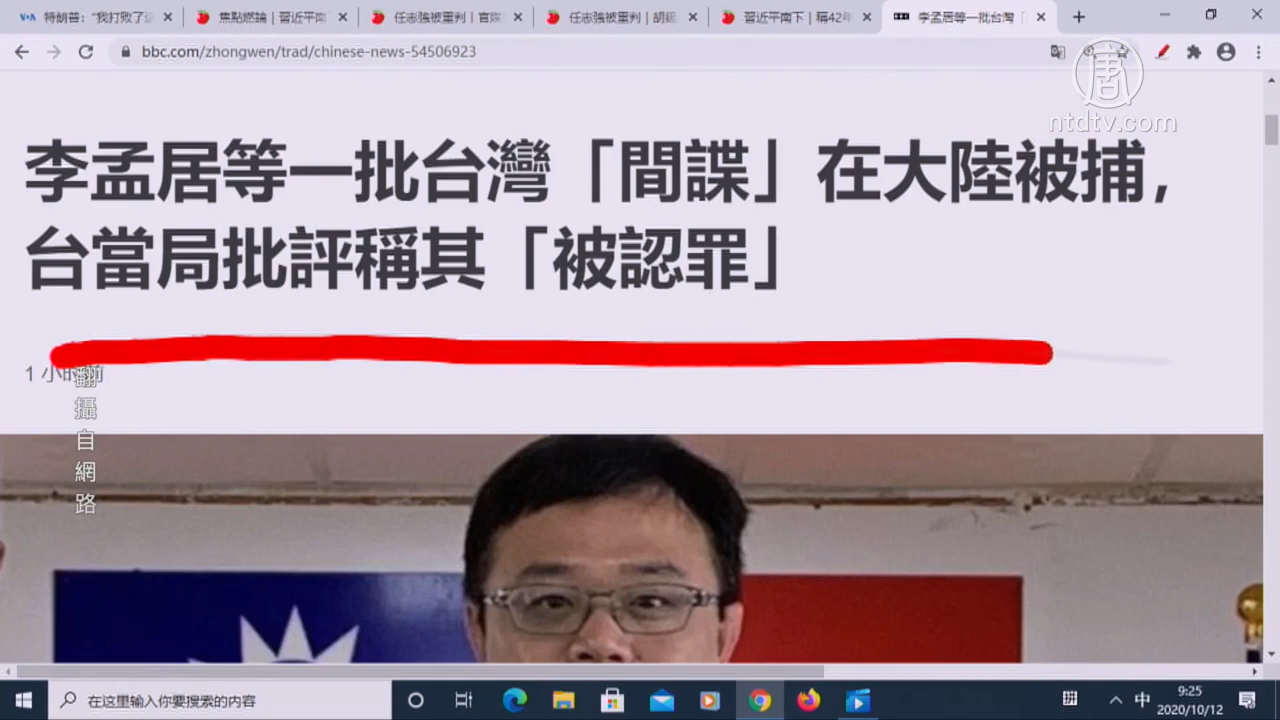 特朗普：“我打败了
焦點燃論｜習近平南
任志強被重判｜官媒
任志強被重判｜胡錫
習近平南下｜稱42年
李孟居等一批台灣「
bbc.com/zhongwen/trad/chinese-news-54506923
唐
ntdtv.com
李孟居等一批台灣「間諜」在大陸被捕，
台當局批評稱其「被認罪」
1 小時前
翻攝自網路
在这里输入你要搜索的内容
中
9:25
2020/10/12